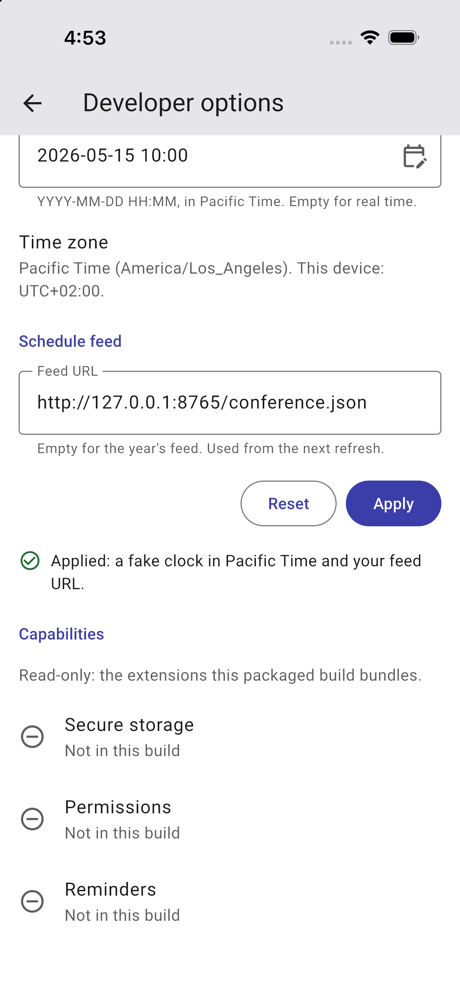 4:53
Developer options
2026-05-15 10:00
YYYY-MM-DD HH:MM, in Pacific Time. Empty for real time.
Time zone
Pacific Time (America/Los_Angeles). This device:
UTC+02:00.
Schedule feed
Feed URL
http://127.0.0.1:8765/conference.json
Empty for the year's feed. Used from the next refresh.
Reset
Apply
Applied: a fake clock in Pacific Time and your feed
URL.
Capabilities
Read-only: the extensions this packaged build bundles.
Secure storage
Not in this build
Permissions
Not in this build
Reminders
Not in this build